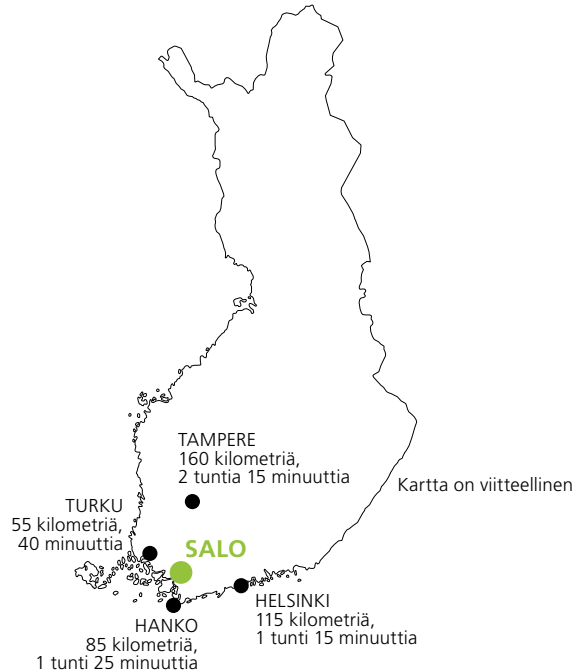 TAMPERE
160 kilometriä,
2 tuntia 15 minuuttia
Kartta on viitteellinen
TURKU
55 kilometriä,
40 minuuttia
SALO
HELSINKI
115 kilometriä,
1 tunti 15 minuuttia
HANKO
85 kilometriä,
1 tunti 25 minuuttia